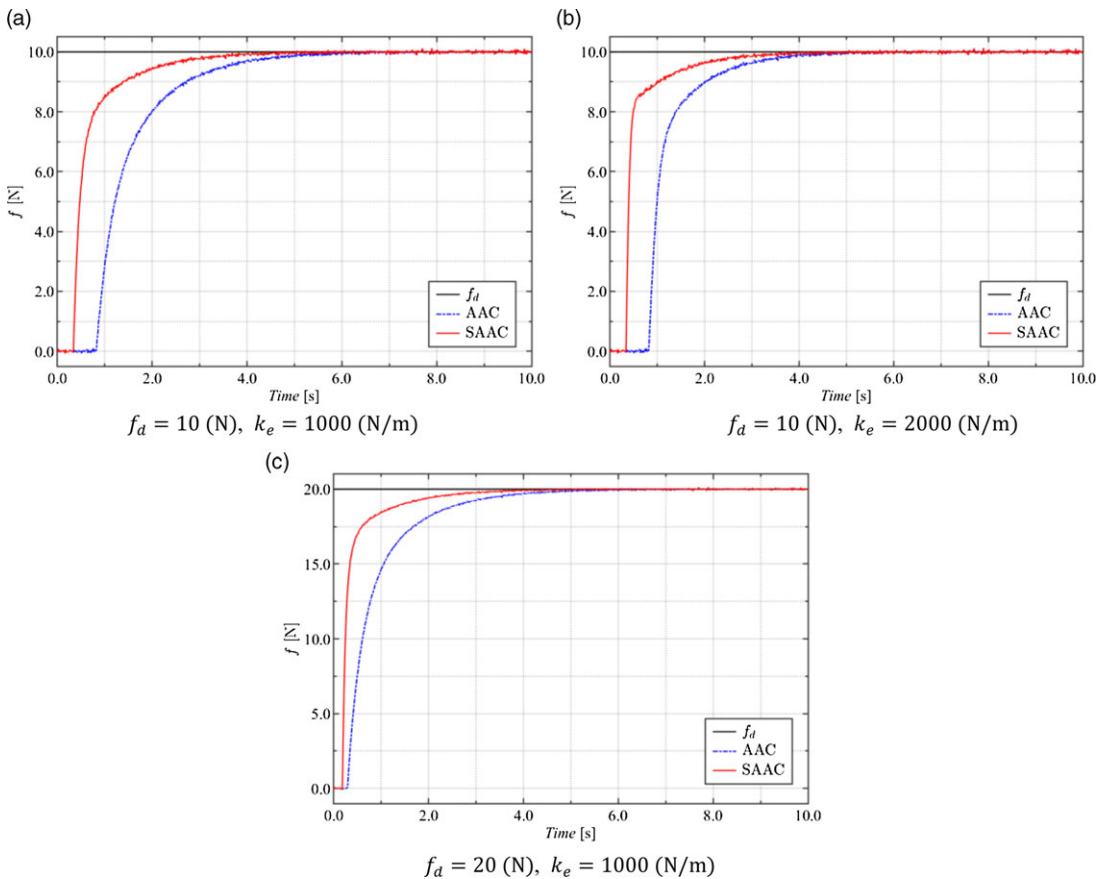 (a)
10.0
8.0
6.0
4.0
2.0
0.0
f [N]
f_d
AAC
SAAC
0.0 2.0 4.0 6.0 8.0 10.0
Time [s]
f_d = 10 (N), k_e = 1000 (N/m)
(b)
10.0
8.0
6.0
4.0
2.0
0.0
f [N]
f_d
AAC
SAAC
0.0 2.0 4.0 6.0 8.0 10.0
Time [s]
f_d = 10 (N), k_e = 2000 (N/m)
(c)
20.0
15.0
10.0
5.0
0.0
f [N]
f_d
AAC
SAAC
0.0 2.0 4.0 6.0 8.0 10.0
Time [s]
f_d = 20 (N), k_e = 1000 (N/m)